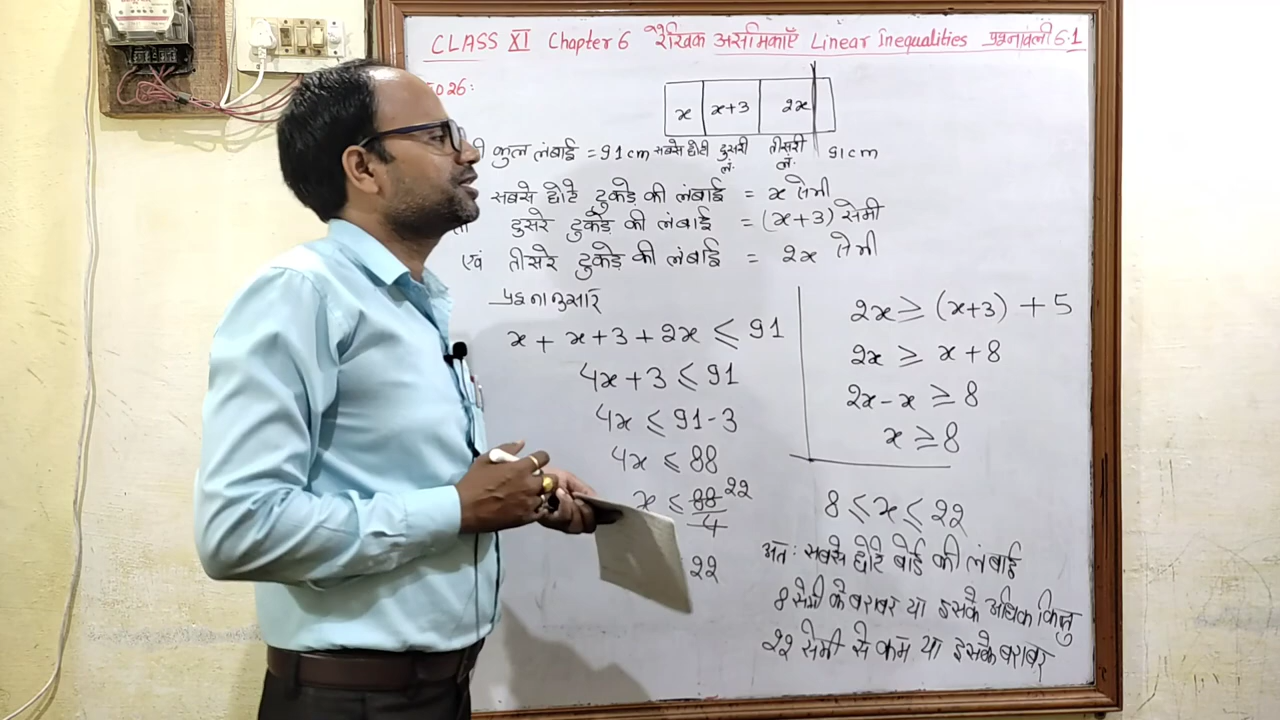 CLASS XI Chapter 6 रैखिक असमिकाएँ Linear Inequalities प्रश्नावली 6.1
026:
x x+3 2x
कुल लंबाई = 91 cm सबसे छोटी दुसरी तीसरी 91cm
लं. लं.
सबसे छोटे टुकड़े की लंबाई = x सेमी
दुसरे टुकड़े की लंबाई = (x+3) सेमी
एवं तीसरे टुकड़े की लंबाई = 2x सेमी
प्रश्नानुसार
x + x + 3 + 2x ⩽ 91
4x + 3 ⩽ 91
4x ⩽ 91-3
4x ⩽ 88
x ⩽ 88/4 22
22
2x ⩾ (x+3) + 5
2x ⩾ x + 8
2x - x ⩾ 8
x ⩾ 8
8 ⩽ x ⩽ 22
अतः सबसे छोटे बोर्ड की लंबाई
8 सेमी के बराबर या इसके अधिक किन्तु
22 सेमी से कम या इसके बराबर